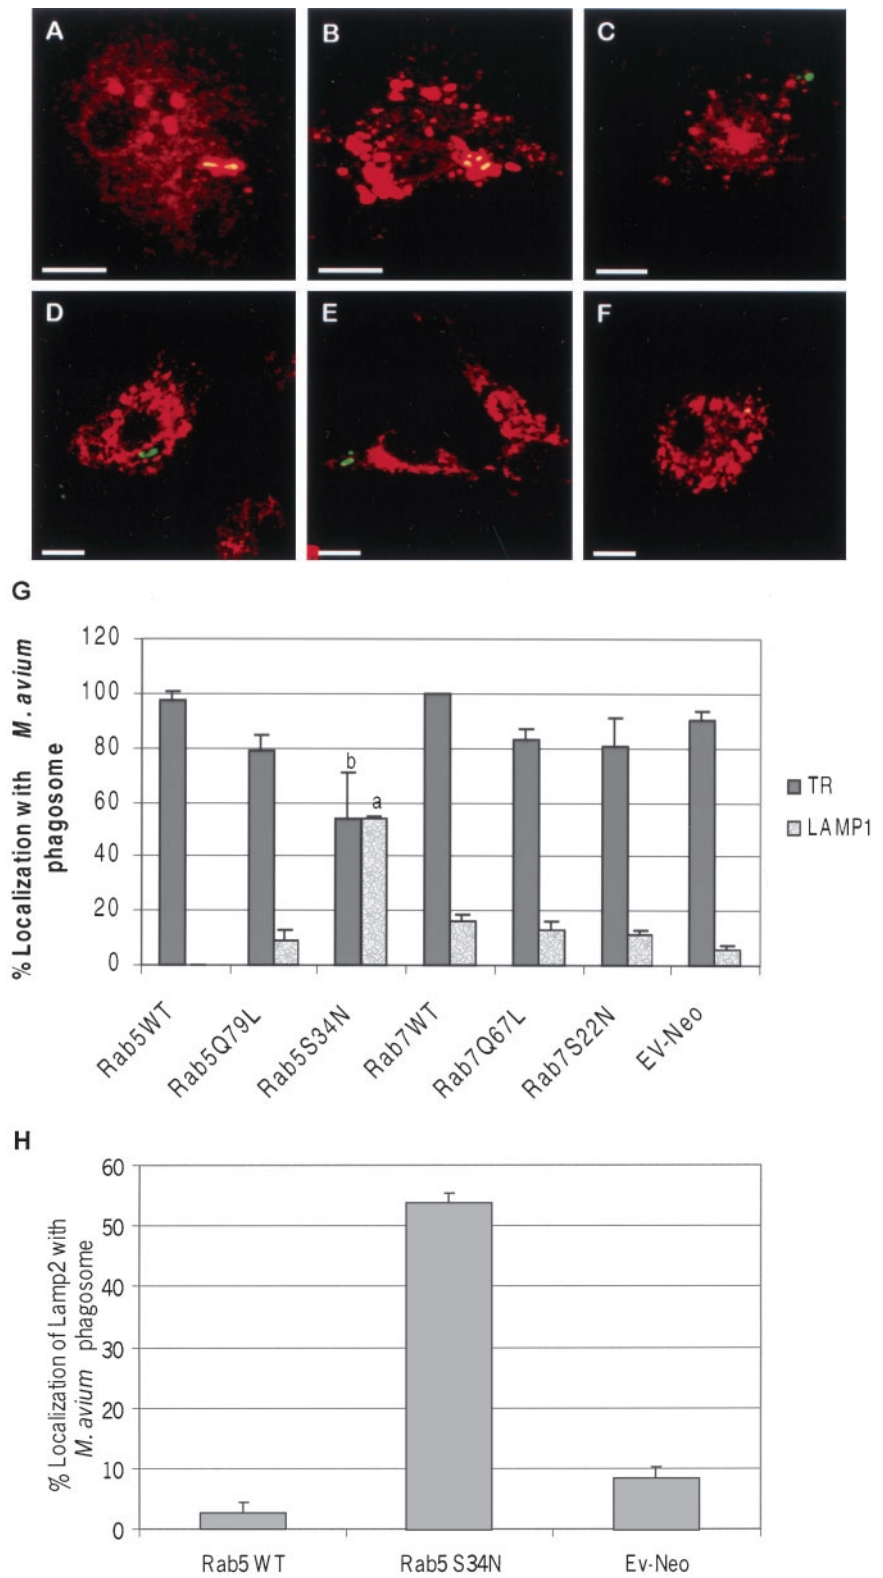 A
B
C
D
E
F
G
% Localization with M. avium
phagosome
120
100
80
60
40
20
0
b
a
TR
LAMP1
Rab5WT
Rab5Q79L
Rab5S34N
Rab7WT
Rab7Q67L
Rab7S22N
EV-Neo
H
% Localization of Lamp2 with
M. avium phagosome
60
50
40
30
20
10
0
Rab5 WT
Rab5 S34N
Ev-Neo